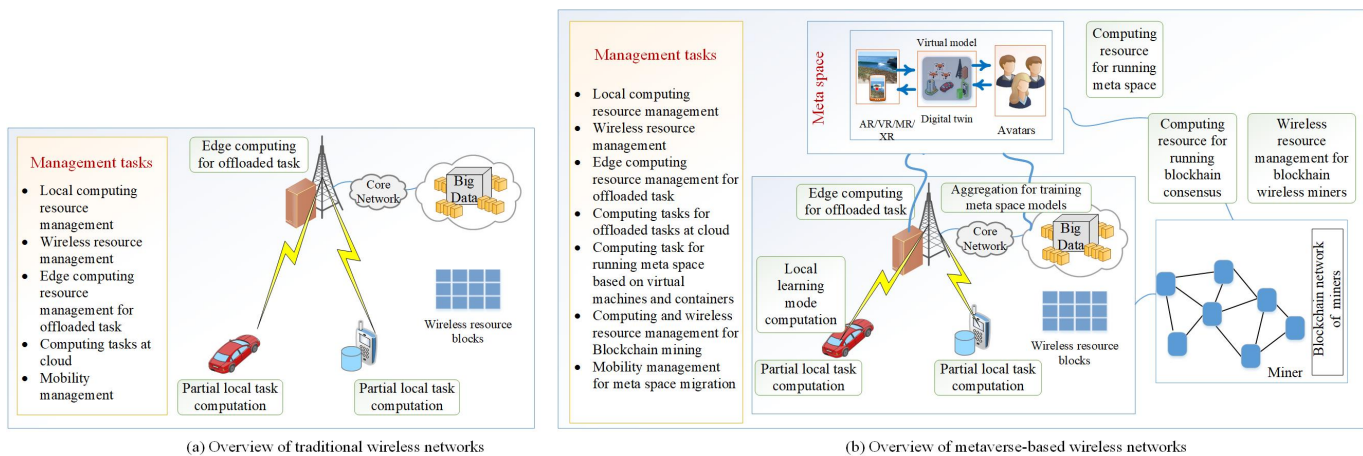 Management tasks
• Local computing
resource
management
• Wireless resource
management
• Edge computing
resource
management for
offloaded task
• Computing tasks at
cloud
• Mobility
management
Edge computing
for offloaded task
Core
Network
Big
Data
Wireless resource
blocks
Partial local task
computation
Partial local task
computation
(a) Overview of traditional wireless networks
Management tasks
• Local computing
resource management
• Wireless resource
management
• Edge computing
resource management for
offloaded task
• Computing tasks for
offloaded tasks at cloud
• Computing task for
running meta space
based on virtual
machines and containers
• Computing and wireless
resource management for
Blockchain mining
• Mobility management
for meta space migration
Meta space
Virtual model
AR/VR/MR/
XR
Digital twin
Avatars
Computing
resource
for running
meta space
Computing
resource for
running
blockhain
consensus
Wireless
resource
management for
blockhain
wireless miners
Edge computing
for offloaded task
Aggregation for training
meta space models
Core
Network
Big
Data
Local
learning
mode
computation
Wireless resource
blocks
Partial local task
computation
Partial local task
computation
Miner
Blockchain network
of miners
(b) Overview of metaverse-based wireless networks